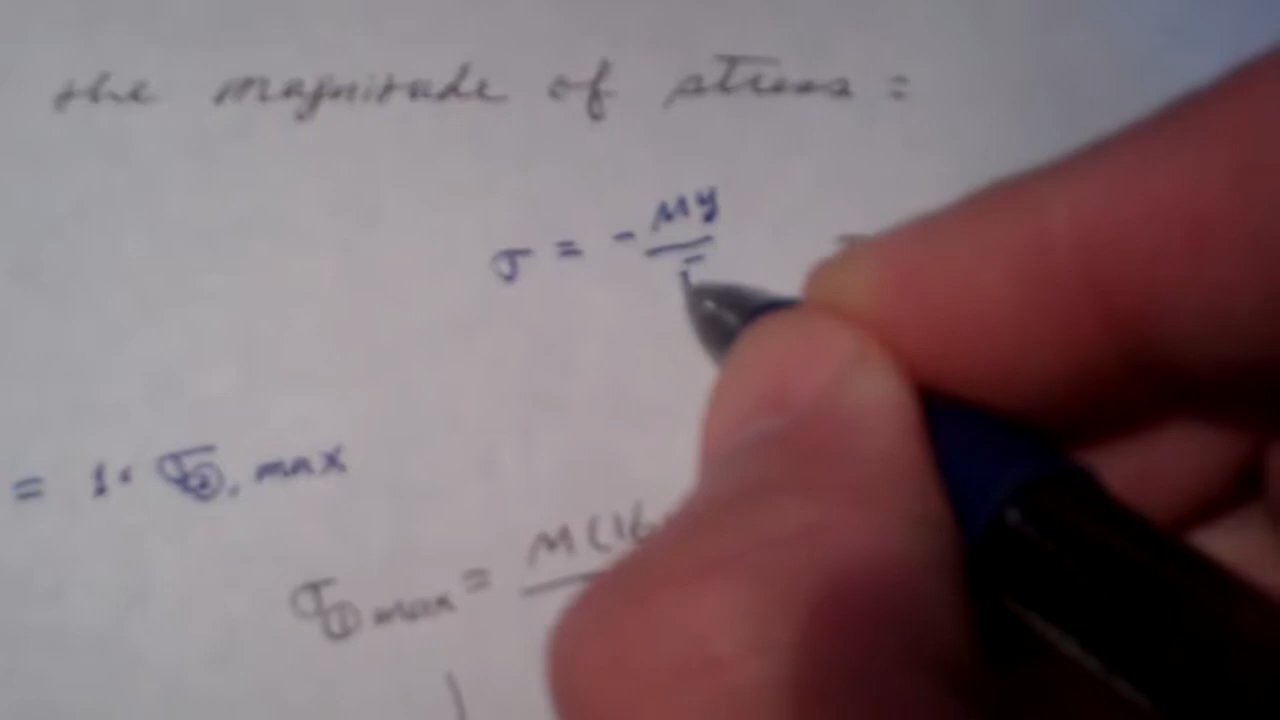 the magnitude of stress =
σ = - My / I
= 1. σ②, max
σ① max = M(16